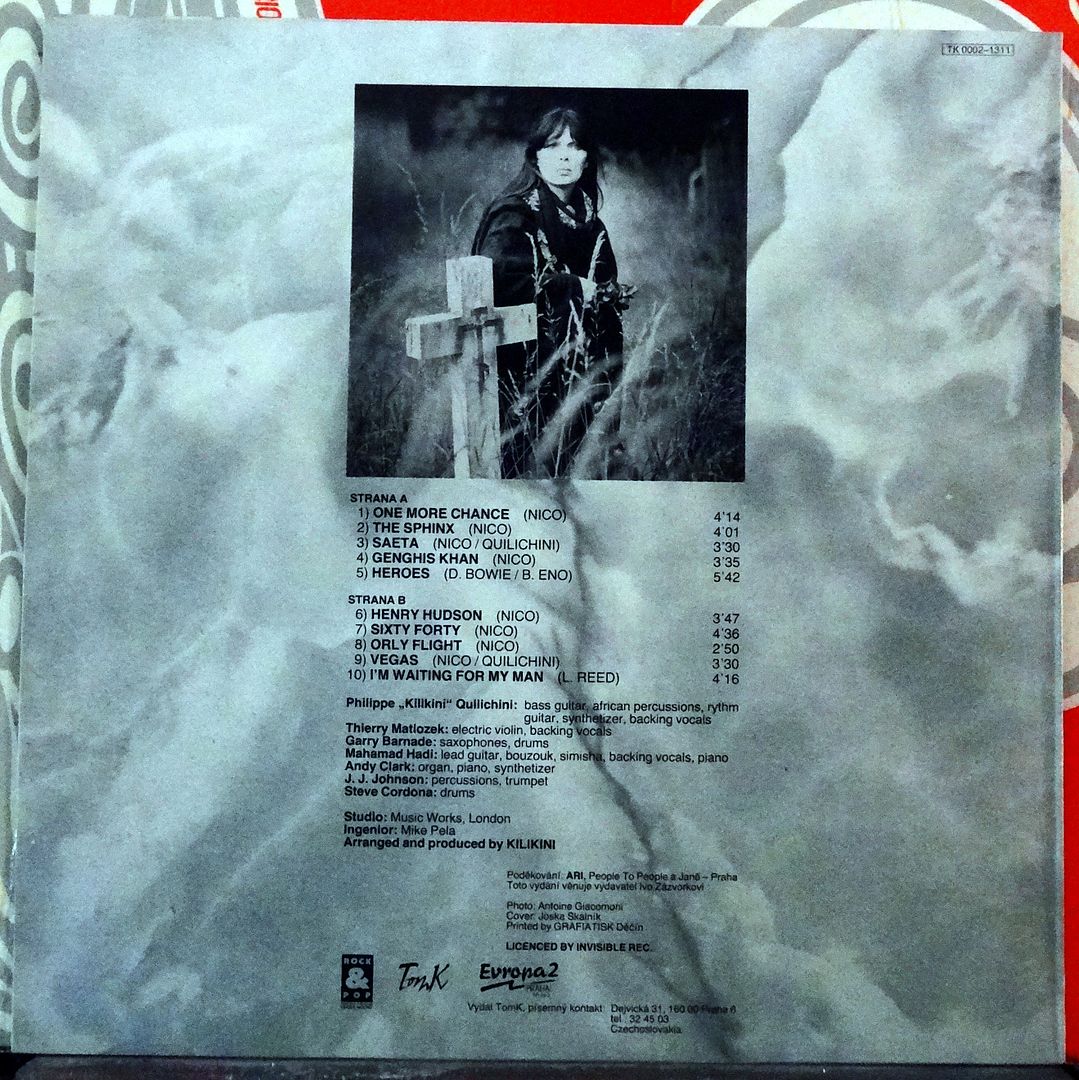 TK 0002-1311
STRANA A
1) ONE MORE CHANCE (NICO) 4'14
2) THE SPHINX (NICO) 4'01
3) SAETA (NICO / QUILICHINI) 3'30
4) GENGHIS KHAN (NICO) 3'35
5) HEROES (D. BOWIE / B. ENO) 5'42
STRANA B
6) HENRY HUDSON (NICO) 3'47
7) SIXTY FORTY (NICO) 4'36
8) ORLY FLIGHT (NICO) 2'50
9) VEGAS (NICO / QUILICHINI) 3'30
10) I'M WAITING FOR MY MAN (L. REED) 4'16
Philippe „Kilikini“ Quilichini: bass guitar, african percussions, rythm
guitar, synthetizer, backing vocals
Thierry Matiozek: electric violin, backing vocals
Garry Barnade: saxophones, drums
Mahamad Hadi: lead guitar, bouzouk, simisha, backing vocals, piano
Andy Clark: organ, piano, synthetizer
J. J. Johnson: percussions, trumpet
Steve Cordona: drums
Studio: Music Works, London
Ingenior: Mike Pela
Arranged and produced by KILIKINI
Poděkování: ARI, People To People a Janě – Praha
Toto vydání věnuje vydavatel Ivo Zázvorkovi
Photo: Antoine Giacomoni
Cover: Joska Skalník
Printed by GRAFIATISK Děčín
LICENCED BY INVISIBLE REC.
ROCK & POP
TomK
Evropa 2
PRAHA
Vydal TomK, písemný kontakt: Dejvická 31, 160 00 Praha 6
tel. 32 45 03
Czechoslovakia